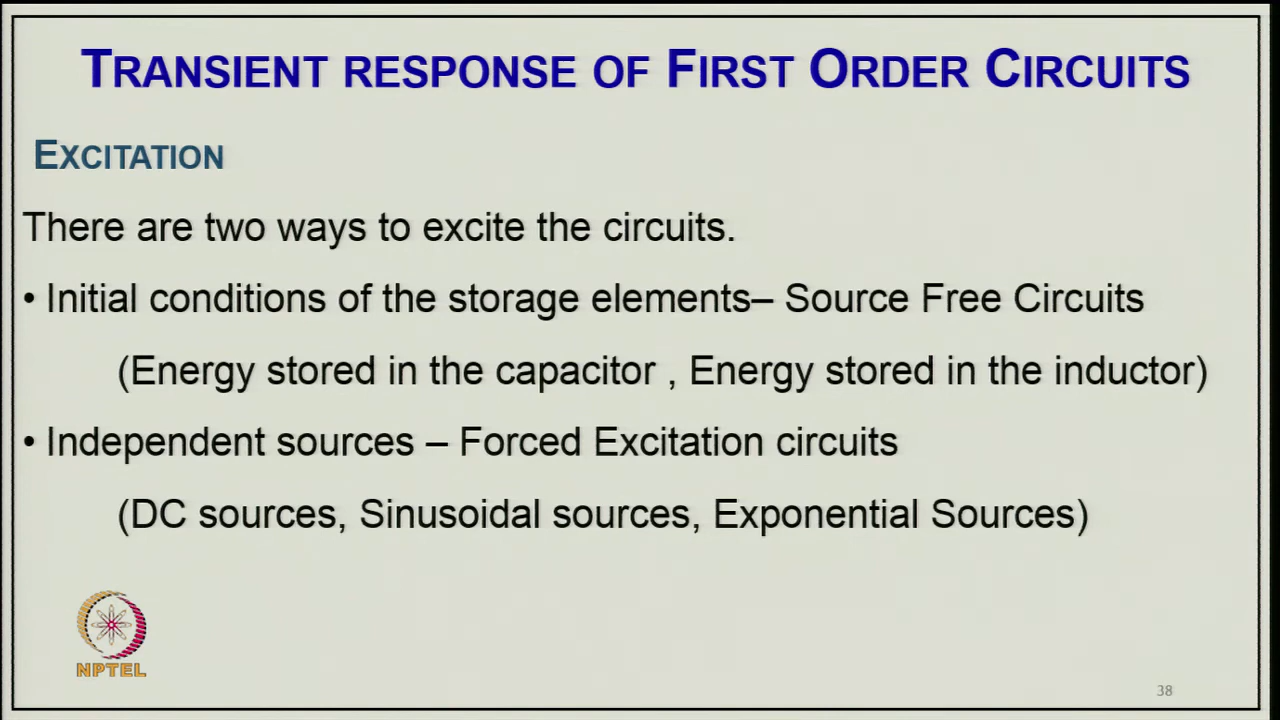 TRANSIENT RESPONSE OF FIRST ORDER CIRCUITS
EXCITATION
There are two ways to excite the circuits.
• Initial conditions of the storage elements– Source Free Circuits
(Energy stored in the capacitor , Energy stored in the inductor)
• Independent sources – Forced Excitation circuits
(DC sources, Sinusoidal sources, Exponential Sources)
NPTEL
38